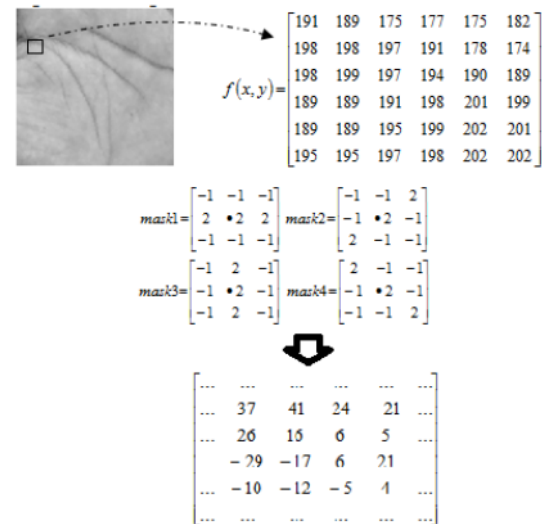 f(x, y)=
191 189 175 177 175 182
198 198 197 191 178 174
198 199 197 194 190 189
189 189 191 198 201 199
189 189 195 199 202 201
195 195 197 198 202 202
mask1= mask2=
-1 -1 -1 -1 -1 2
2 •2 2 -1 •2 -1
-1 -1 -1 2 -1 -1
mask3= mask4=
-1 2 -1 2 -1 -1
-1 •2 -1 -1 •2 -1
-1 2 -1 -1 -1 2
... ... ... ... ... ...
... 37 41 24 21 ...
... 26 16 6 5 ...
-29 -17 6 21
... -10 -12 -5 4 ...
... ... ... ... ... ...